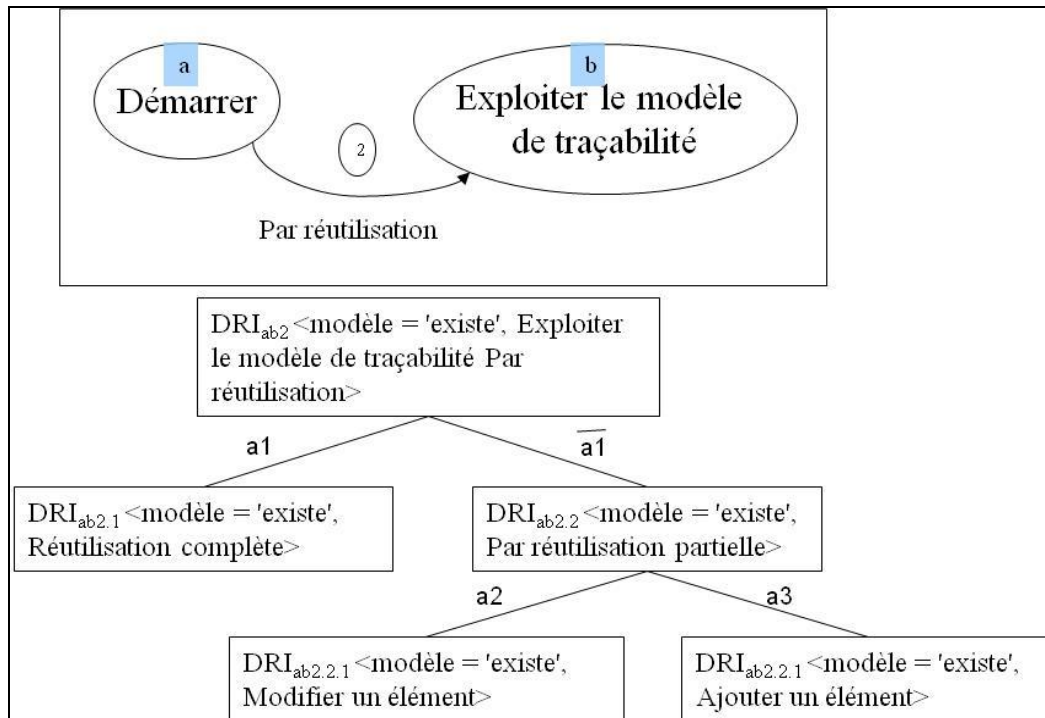 a
Démarrer
b
Exploiter le modèle
de traçabilité
2
Par réutilisation
DRIab2 <modèle = 'existe', Exploiter
le modèle de traçabilité Par
réutilisation>
a1
a1
DRIab2.1 <modèle = 'existe',
Réutilisation complète>
DRIab2.2 <modèle = 'existe',
Par réutilisation partielle>
a2
a3
DRIab2.2.1 <modèle = 'existe',
Modifier un élément>
DRIab2.2.1 <modèle = 'existe',
Ajouter un élément>